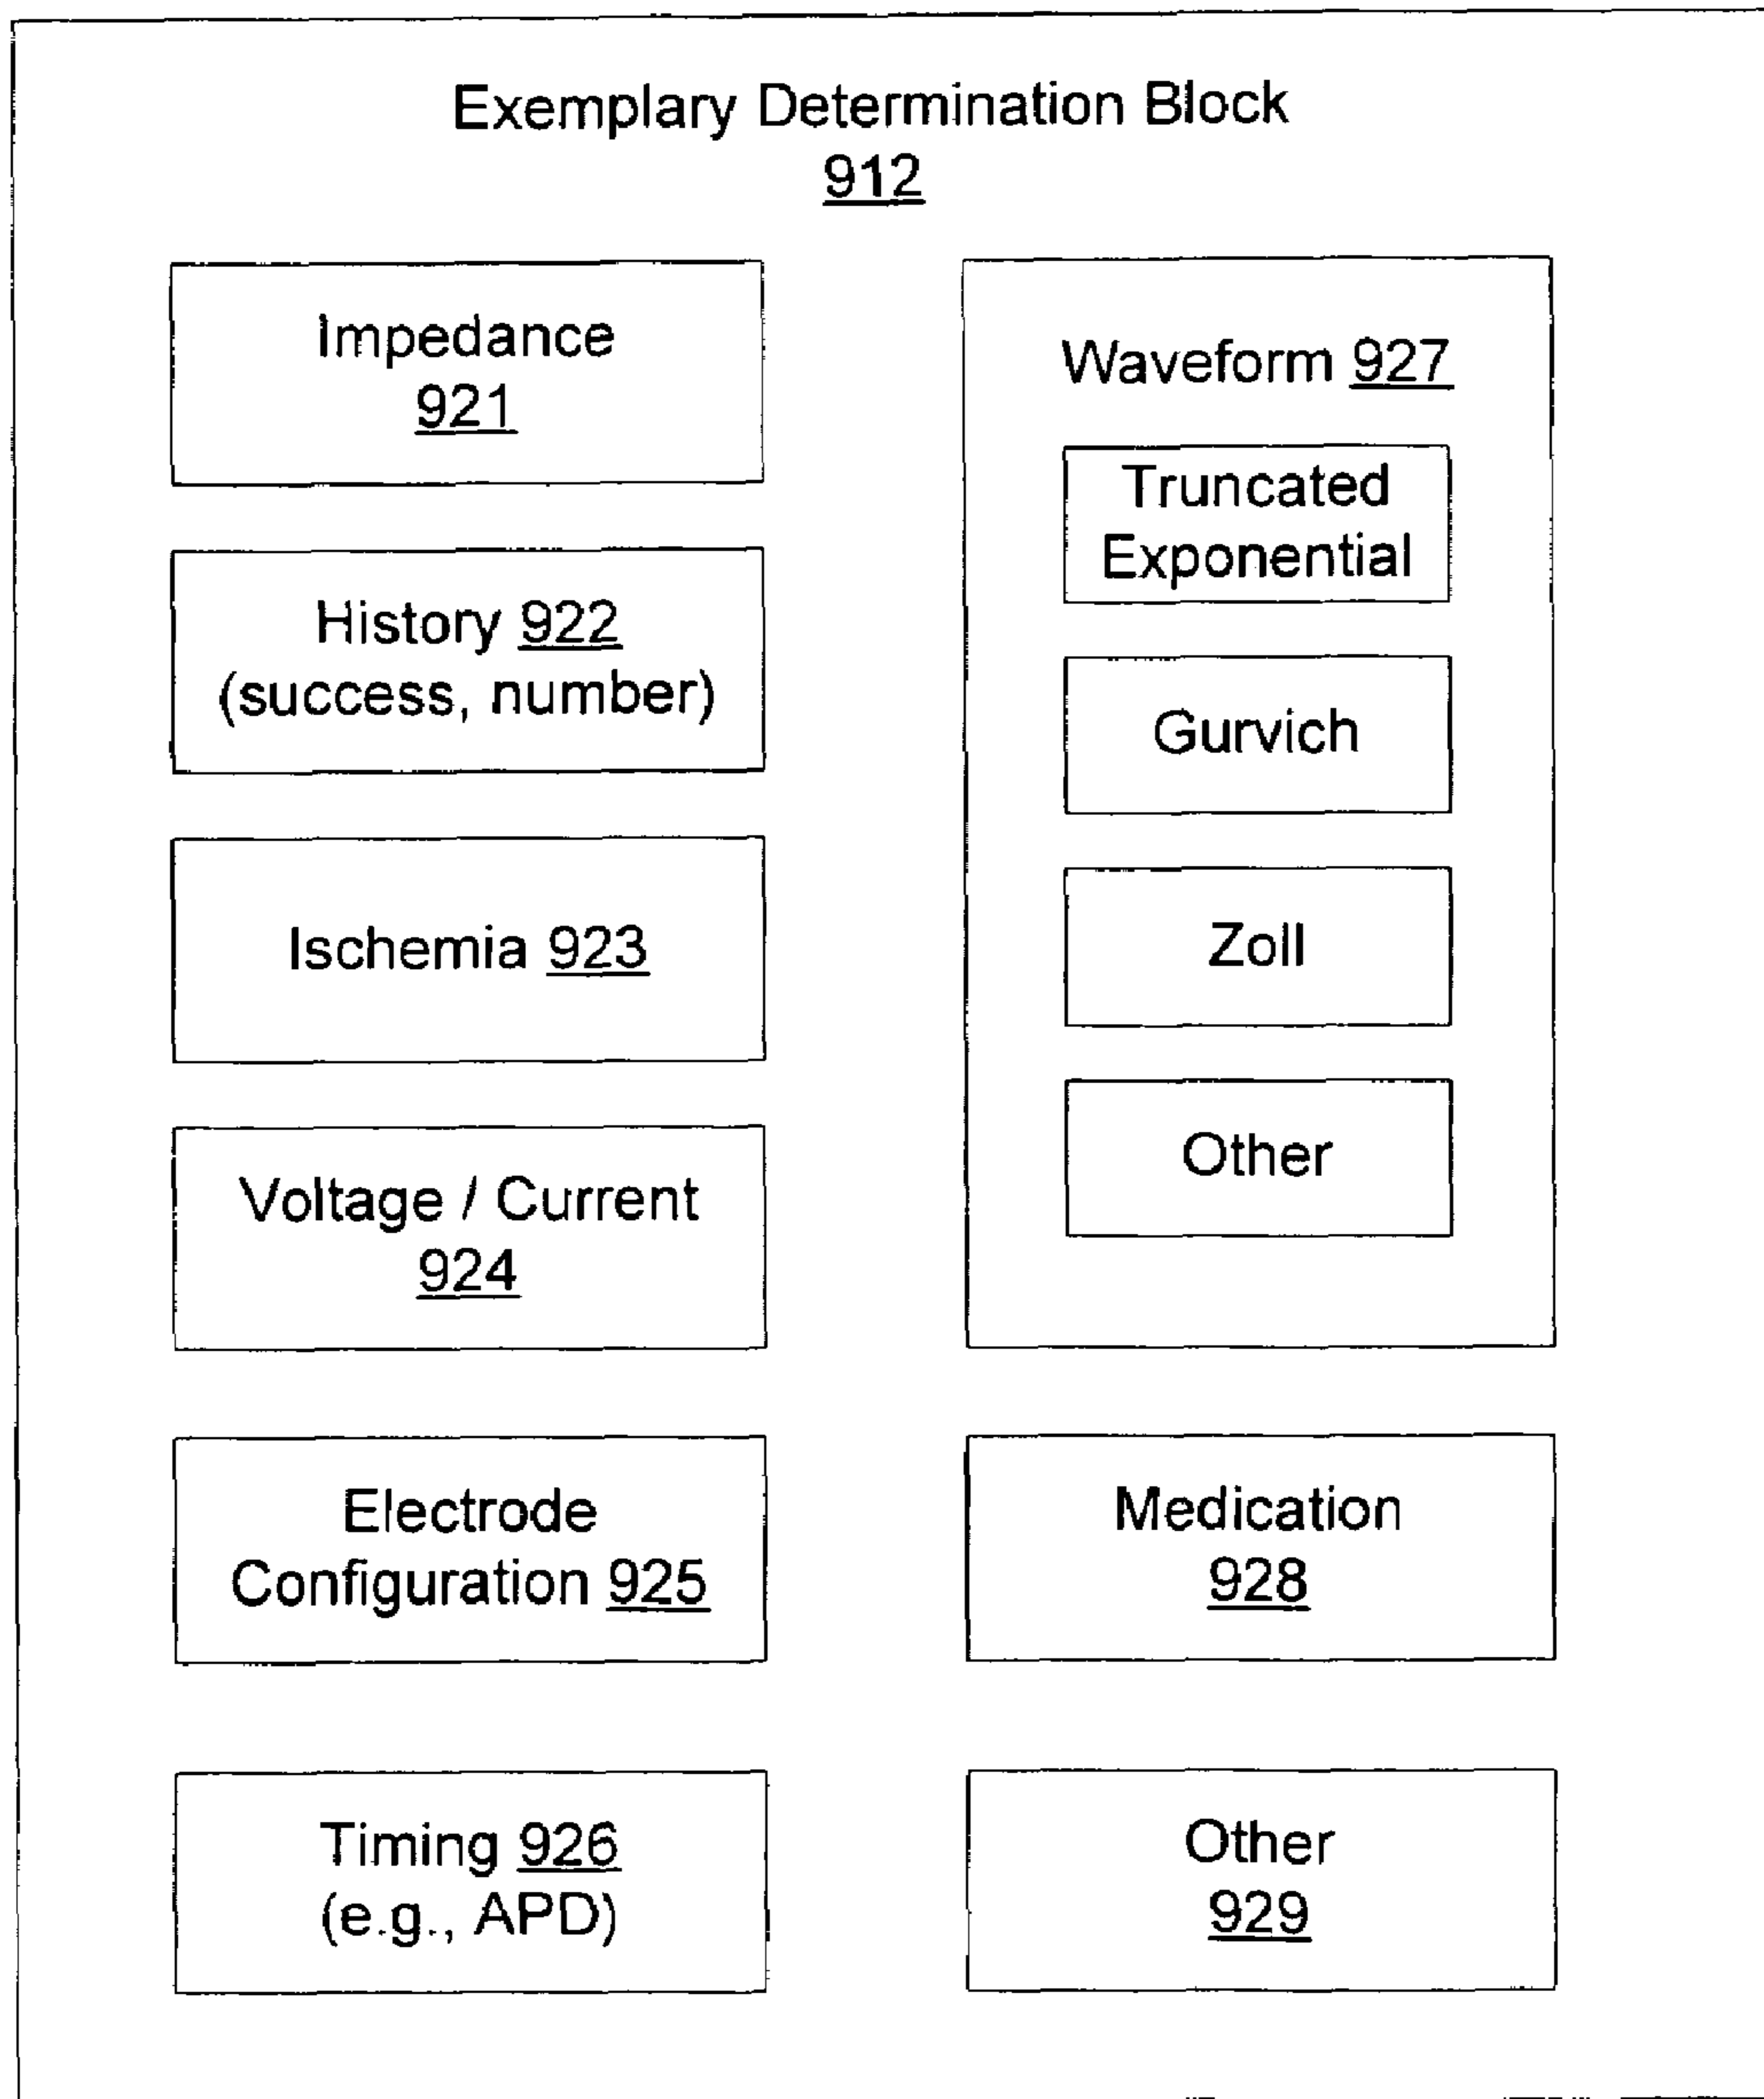 Exemplary Determination Block
912
Impedance
921
History 922
(success, number)
Ischemia 923
Voltage / Current
924
Electrode
Configuration 925
Timing 926
(e.g., APD)
Waveform 927
Truncated
Exponential
Gurvich
Zoll
Other
Medication
928
Other
929